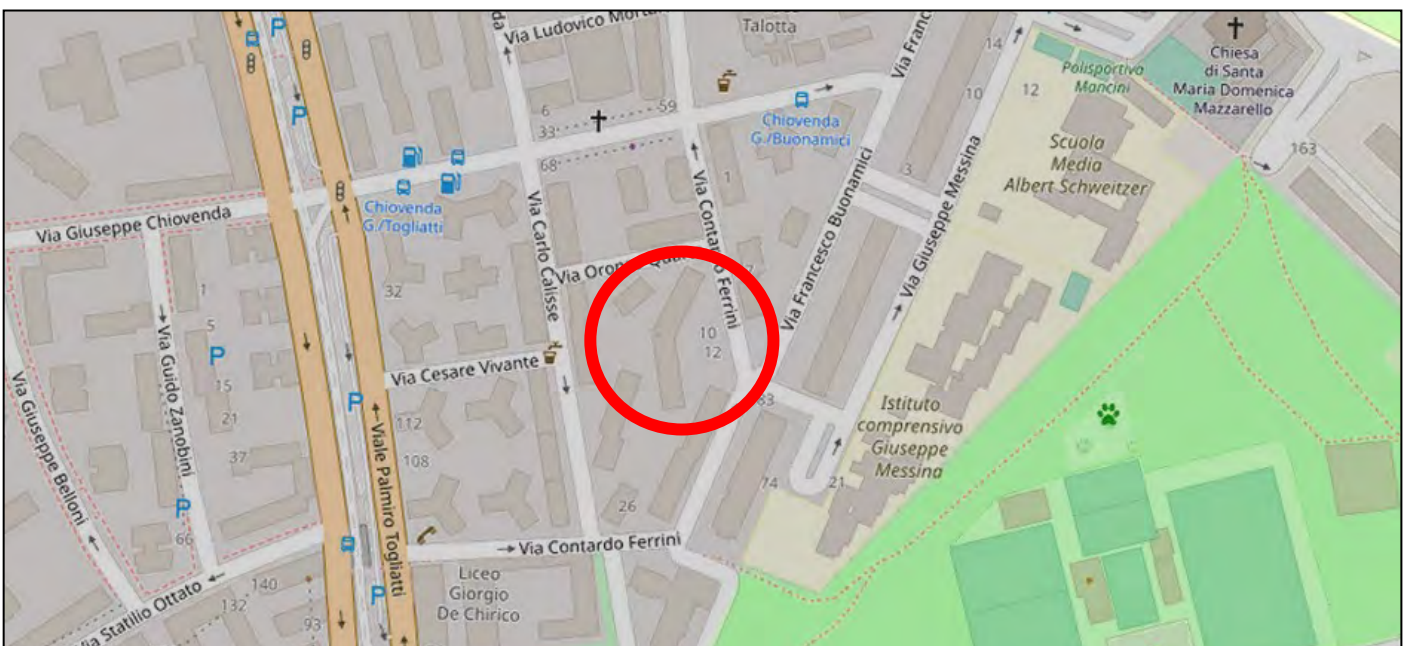 Via Ludovico Mortara
Talotta
Via Franc
14
Chiesa
di Santa
Maria Domenica
Mazzarello
Polisportiva
Mancini
P
P
6
59
33
68
10
12
163
Chiovenda
G./Buonamici
Scuola
Media
Albert Schweitzer
3
1
Via Giuseppe Chiovenda
Chiovenda
G./Togliatti
Via Contardo Ferrini
Via Carlo Calisse
Via Francesco Buonamici
Via Giuseppe Messina
32
1
5
P
15
21
37
Via Guido Zanobini
Via Giuseppe Belloni
10
12
Via Cesare Vivante
P
112
108
Viale Palmiro Togliatti
83
Istituto
comprensivo
Giuseppe
Messina
74
21
26
P
66
Via Contardo Ferrini
Liceo
Giorgio
De Chirico
P
140
132
93
Via Statilio Ottato